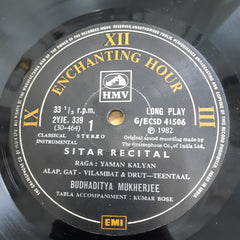 XII
ENCHANTING HOUR
IX
III
HMV
33 1/3 r.p.m.
LONG PLAY
2YJE. 339
1
G/ECSD 41506
(30-464)
CLASSICAL
STEREO
℗ 1982
INSTRUMENTAL
Original sound recording made by
The Gramophone Co. of India Ltd.
SITAR RECITAL
RAGA: YAMAN KALYAN
ALAP, GAT - VILAMBAT & DRUT—TEENTAAL
BUDHADITYA MUKHERJEE
TABLA ACCOMPANIMENT : KUMAR BOSE
EMI